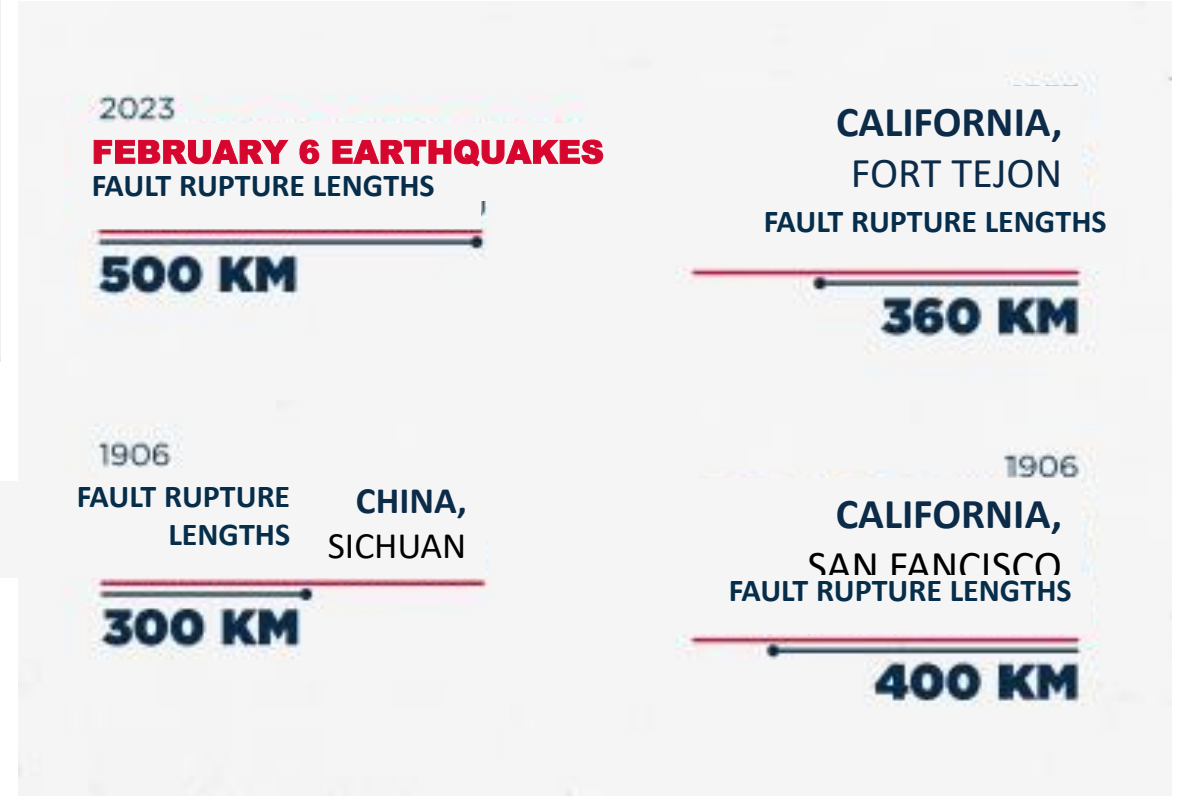 2023
FEBRUARY 6 EARTHQUAKES
FAULT RUPTURE LENGTHS
500 KM
CALIFORNIA,
FORT TEJON
FAULT RUPTURE LENGTHS
360 KM
1906
FAULT RUPTURE
LENGTHS
CHINA,
SICHUAN
300 KM
1906
CALIFORNIA,
SAN FANCISCO
FAULT RUPTURE LENGTHS
400 KM